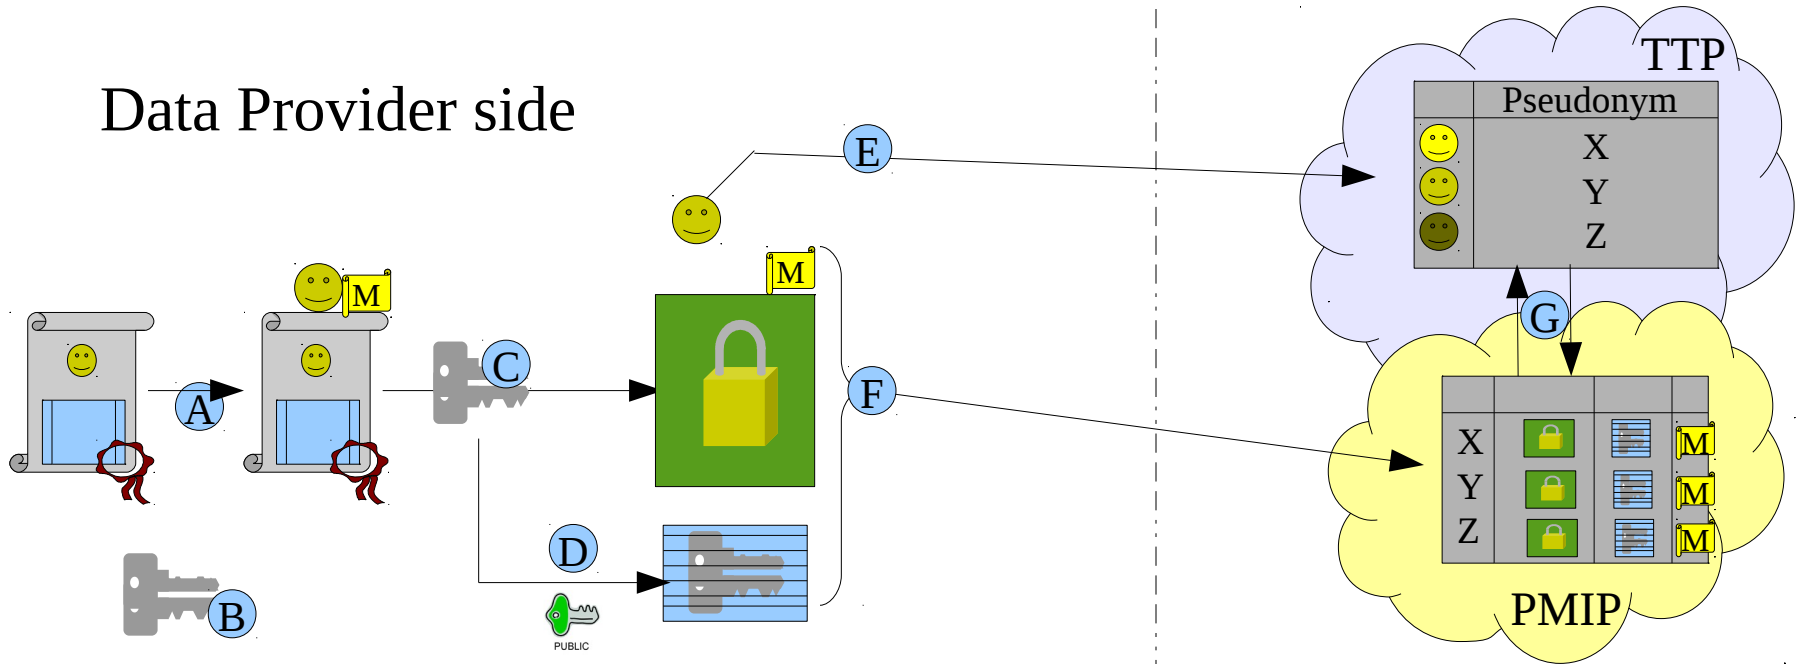 TTP
Data Provider side
Pseudonym
E
X
Y
Z
M
M
G
C
A
F
X
M
Y
M
Z
M
D
B
PUBLIC
PMIP